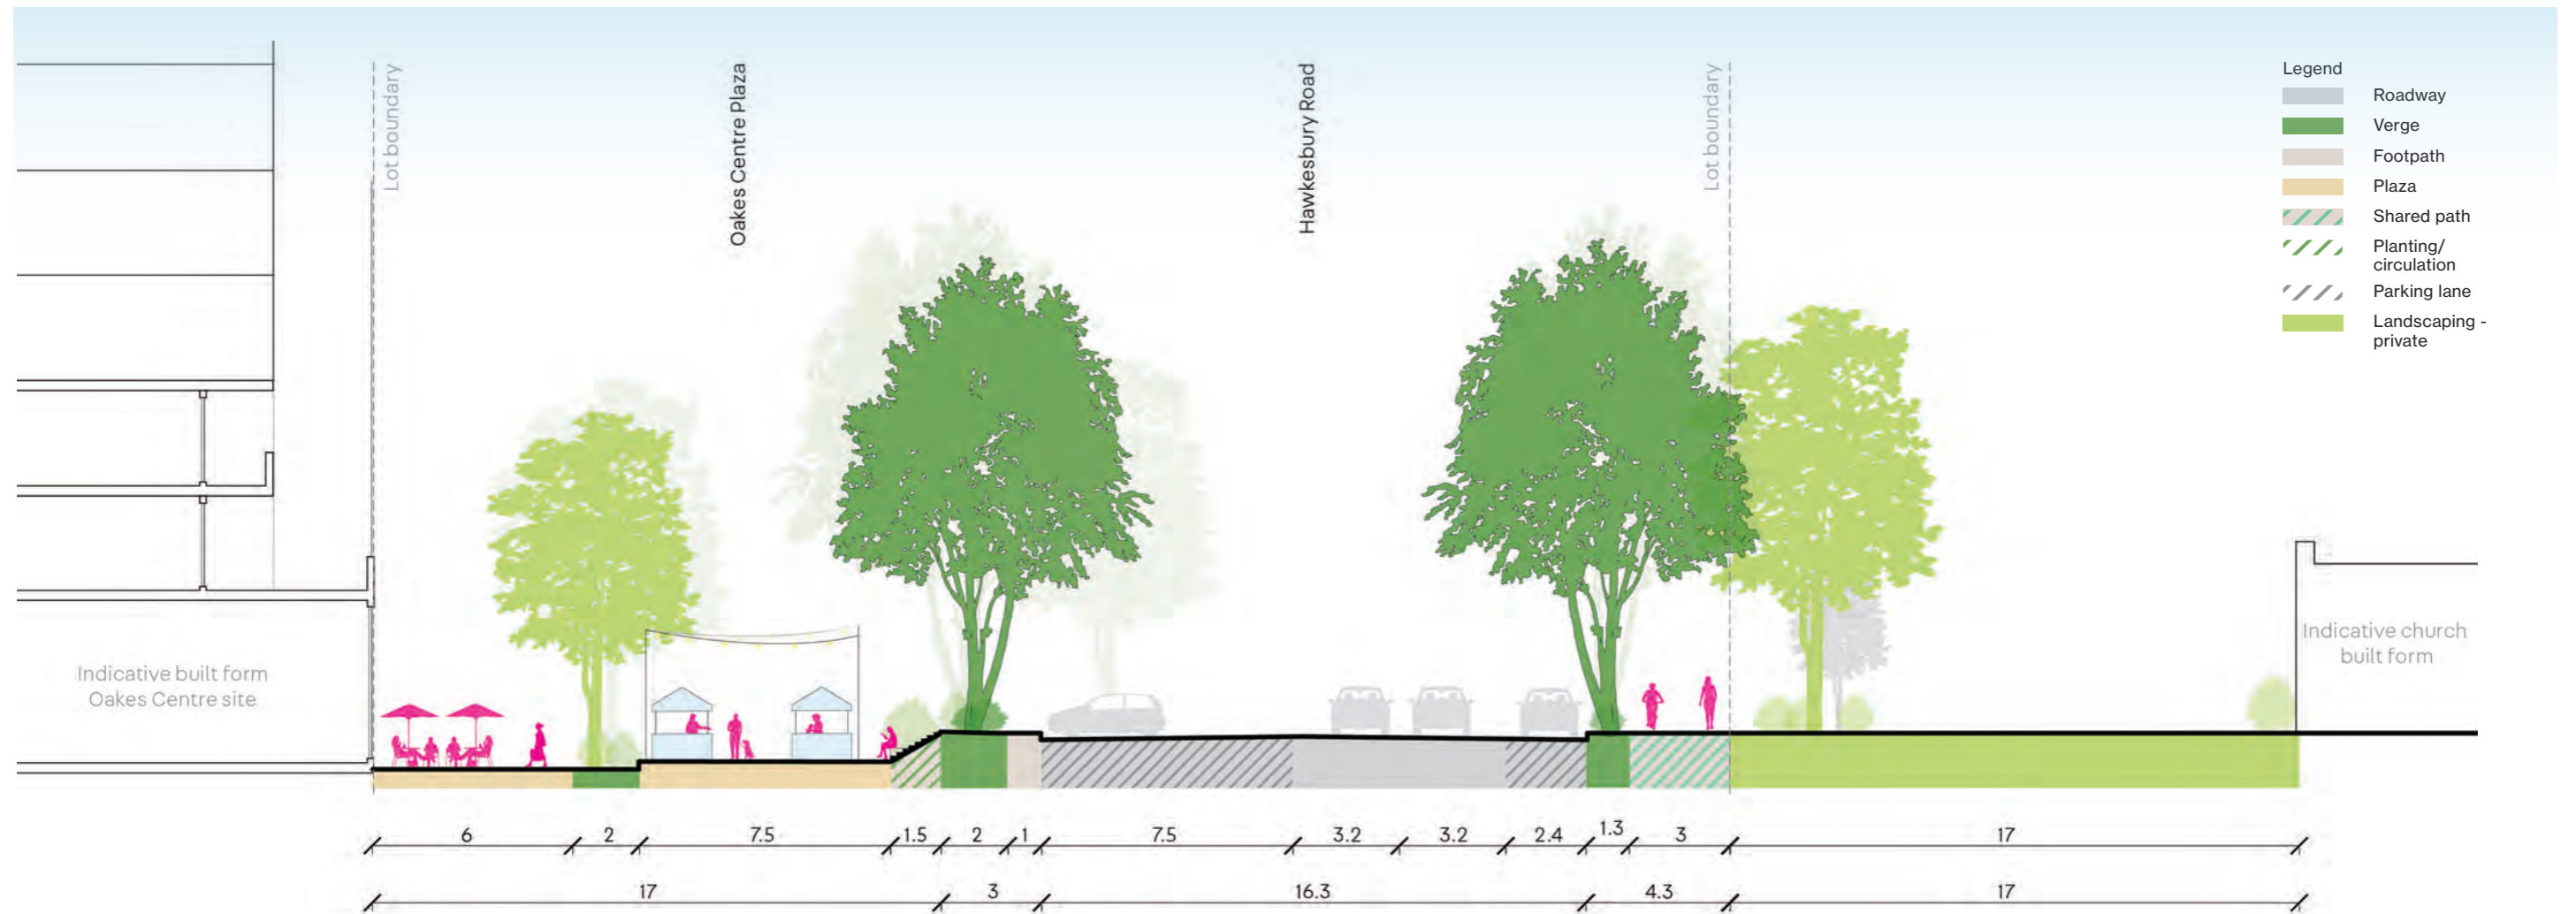 Lot boundary
Oakes Centre Plaza
Hawkesbury Road
Lot boundary
Legend
Roadway
Verge
Footpath
Plaza
Shared path
Planting/
circulation
Parking lane
Landscaping -
private
Indicative built form
Oakes Centre site
Indicative church
built form
6 2 7.5 1.5 2 1 7.5 3.2 3.2 2.4 1.3 3 17
17 3 16.3 4.3 17